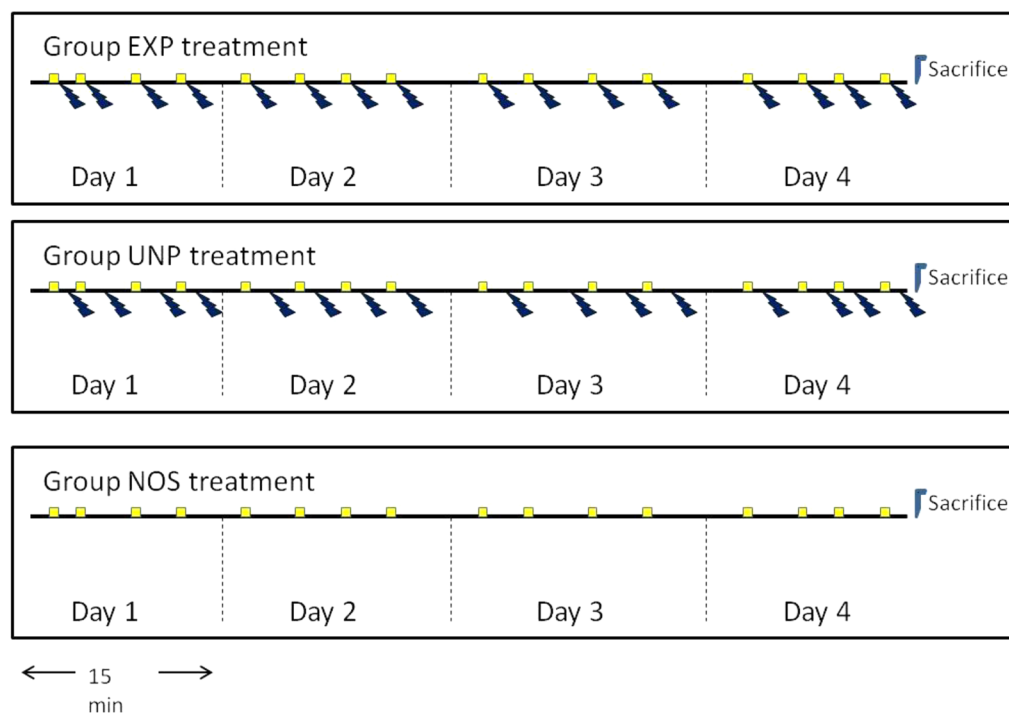 Group EXP treatment
Sacrifice
Day 1
Day 2
Day 3
Day 4
Group UNP treatment
Sacrifice
Day 1
Day 2
Day 3
Day 4
Group NOS treatment
Sacrifice
Day 1
Day 2
Day 3
Day 4
15
min